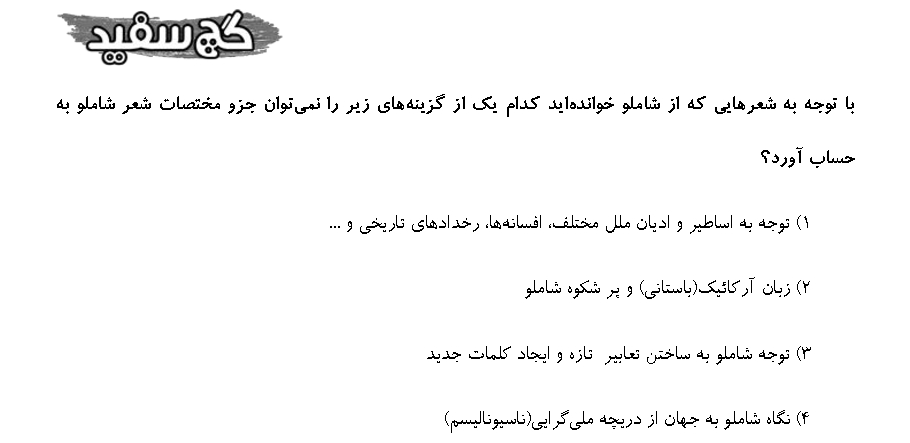 گچ سفید
با توجه به شعرهایی که از شاملو خوانده‌اید کدام یک از گزینه‌های زیر را نمی‌توان جزو مختصات شعر شاملو به
حساب آورد؟
۱) توجه به اساطیر و ادیان ملل مختلف، افسانه‌ها، رخدادهای تاریخی و ...
۲) زبان آرکائیک(باستانی) و پر شکوه شاملو
۳) توجه شاملو به ساختن تعابیر تازه و ایجاد کلمات جدید
۴) نگاه شاملو به جهان از دریچه ملی‌گرایی(ناسیونالیسم)